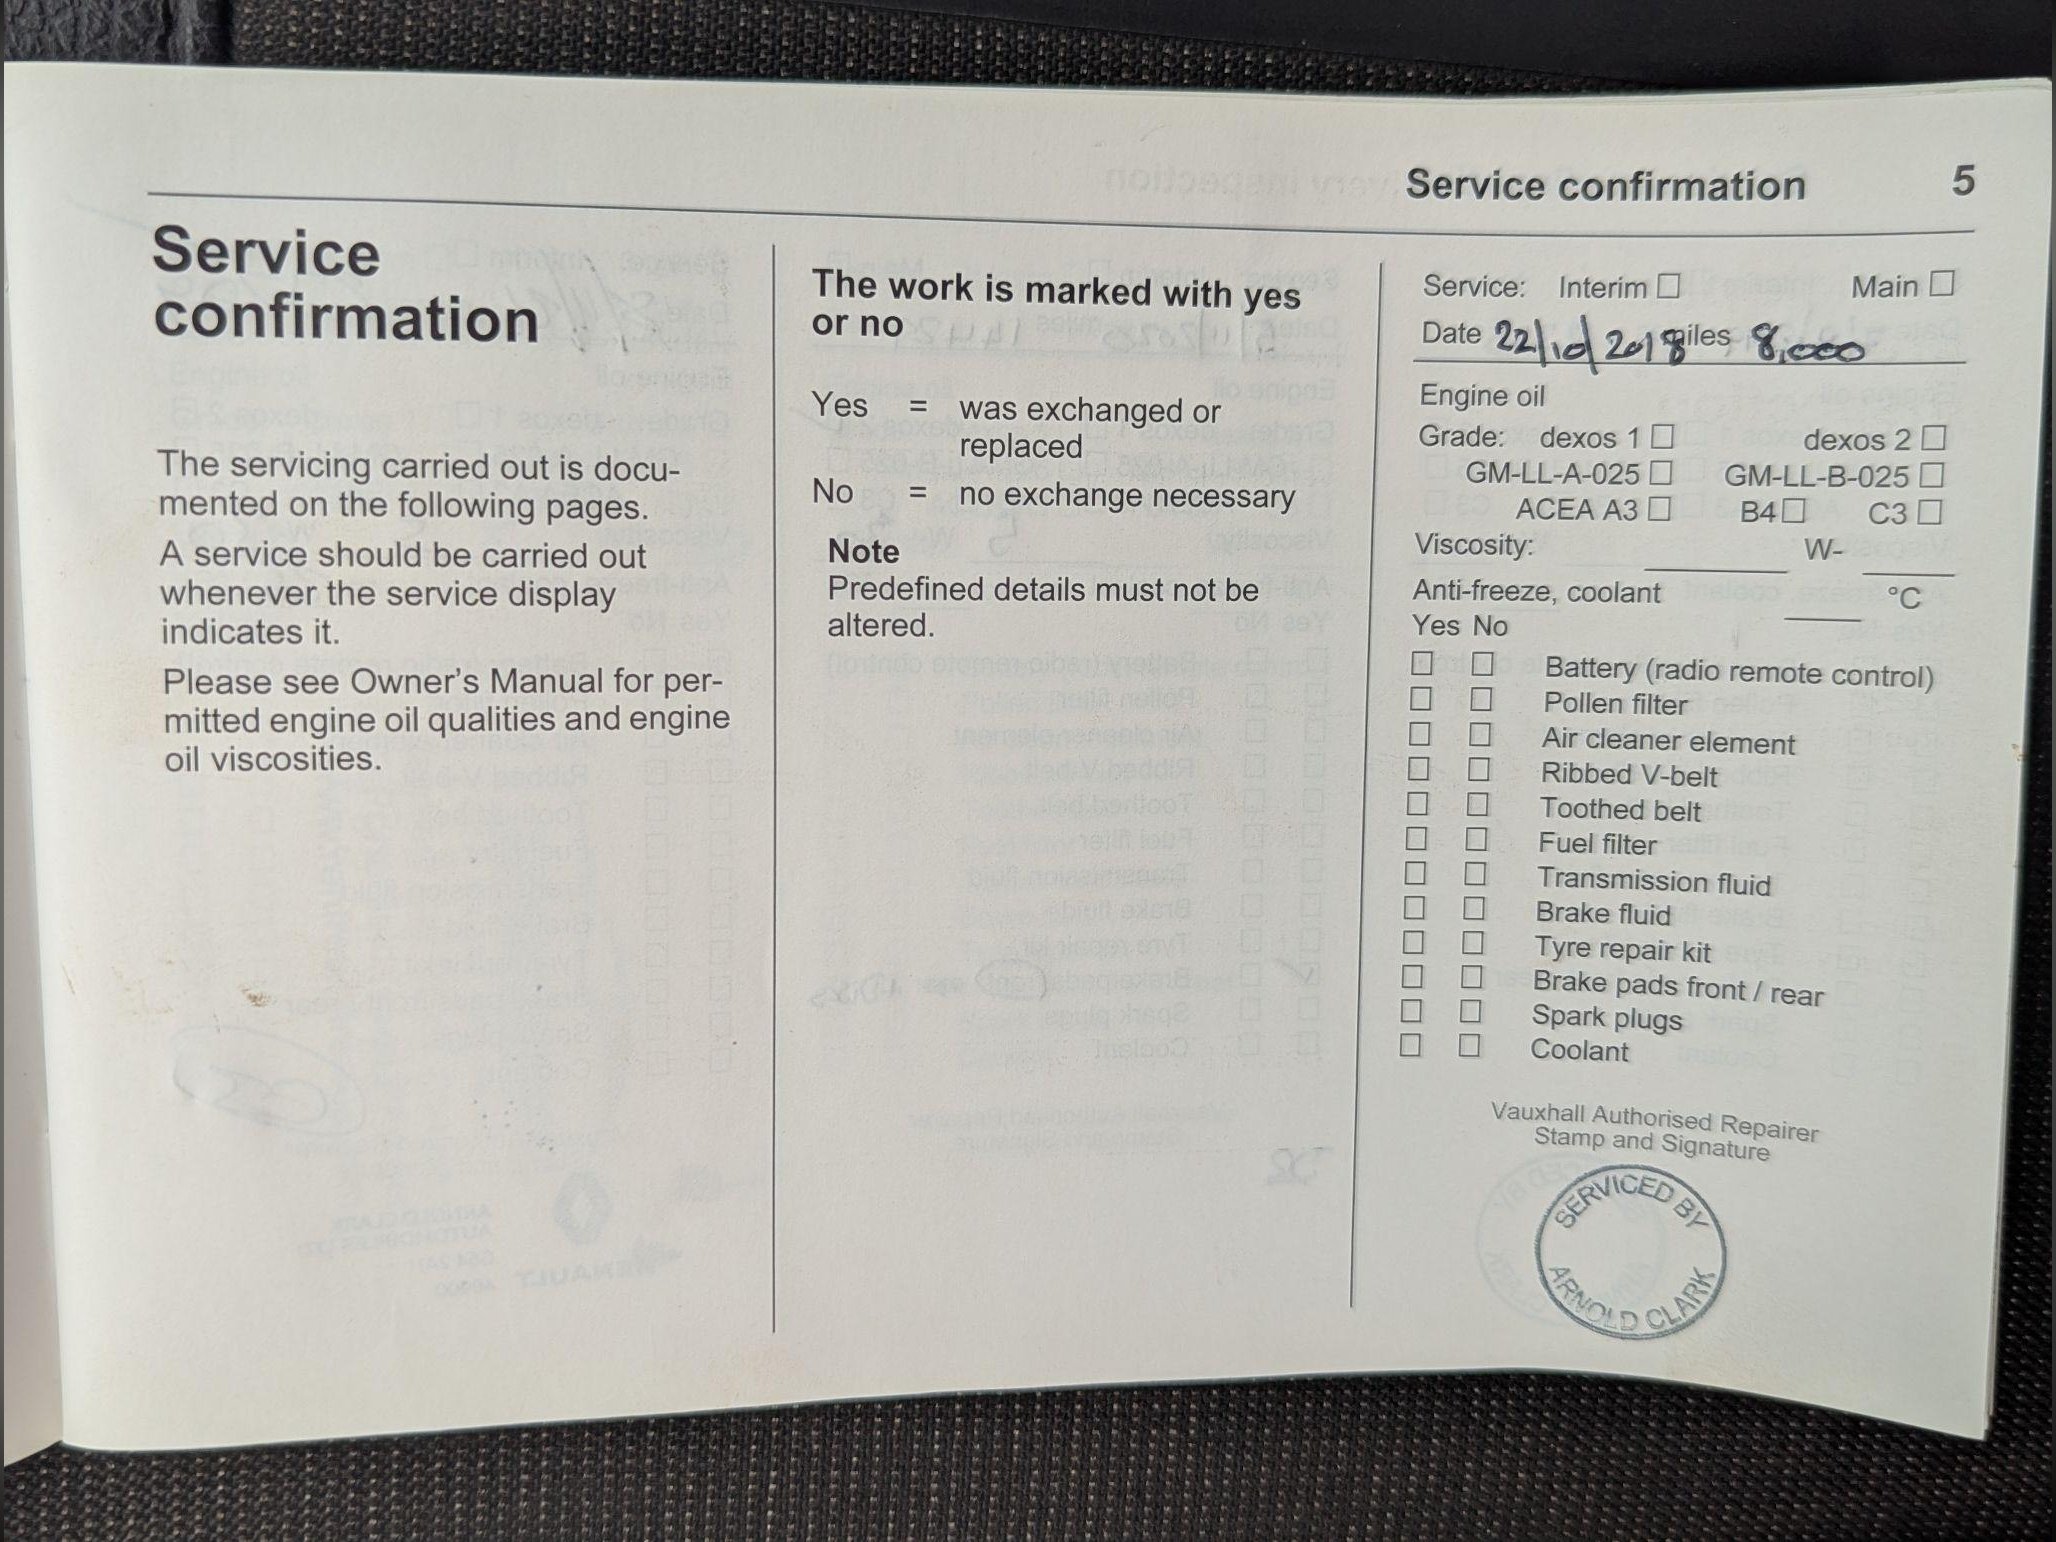 Service confirmation 5
Service
confirmation
The servicing carried out is docu-
mented on the following pages.
A service should be carried out
whenever the service display
indicates it.
Please see Owner's Manual for per-
mitted engine oil qualities and engine
oil viscosities.
The work is marked with yes
or no
Yes = was exchanged or
replaced
No = no exchange necessary
Note
Predefined details must not be
altered.
Service: Interim ☐ Main ☐
Date 22/10/2018 miles 8,000
Engine oil
Grade: dexos 1 ☐ dexos 2 ☐
GM-LL-A-025 ☐ GM-LL-B-025 ☐
ACEA A3 ☐ B4 ☐ C3 ☐
Viscosity: W-
Anti-freeze, coolant °C
Yes No
☐ ☐ Battery (radio remote control)
☐ ☐ Pollen filter
☐ ☐ Air cleaner element
☐ ☐ Ribbed V-belt
☐ ☐ Toothed belt
☐ ☐ Fuel filter
☐ ☐ Transmission fluid
☐ ☐ Brake fluid
☐ ☐ Tyre repair kit
☐ ☐ Brake pads front / rear
☐ ☐ Spark plugs
☐ ☐ Coolant
Vauxhall Authorised Repairer
Stamp and Signature
SERVICED BY
ARNOLD CLARK